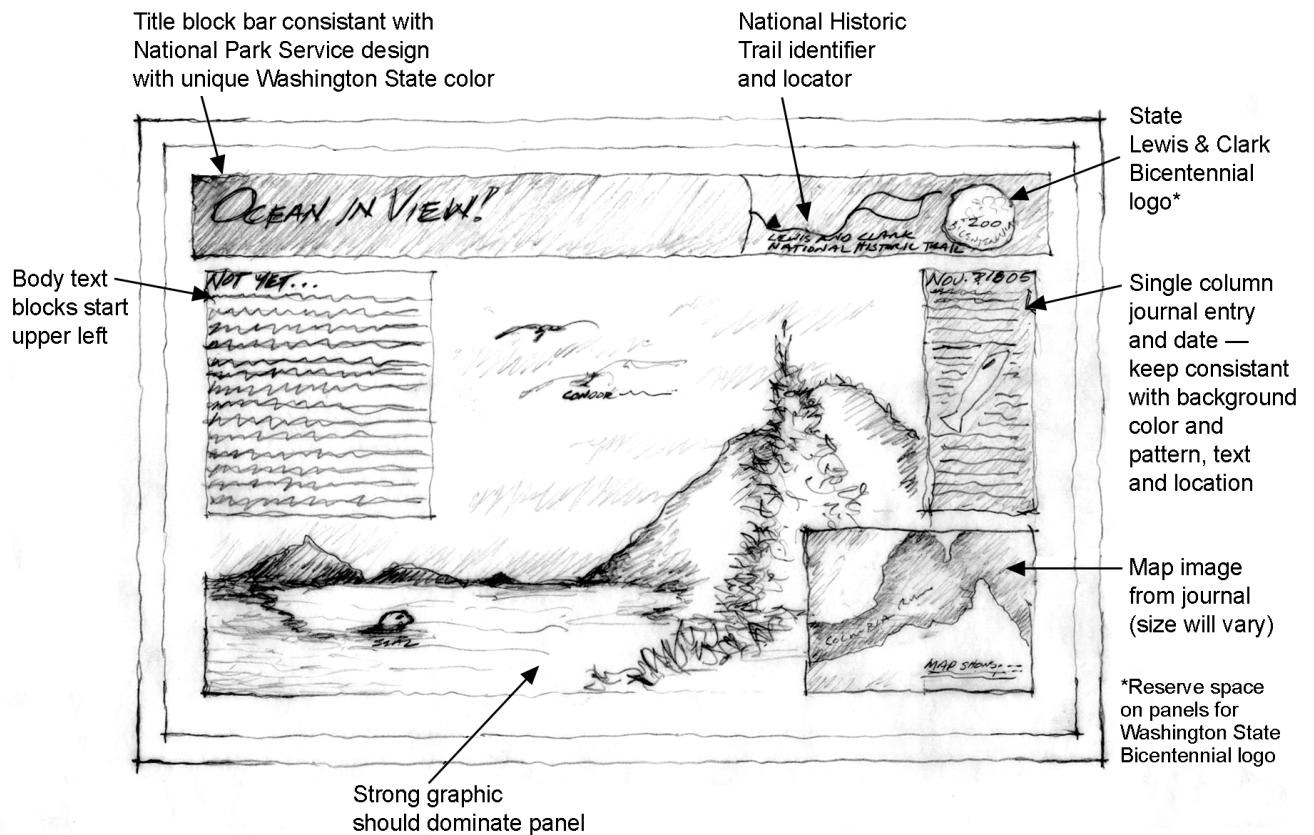 Title block bar consistant with
National Park Service design
with unique Washington State color
National Historic
Trail identifier
and locator
State
Lewis & Clark
Bicentennial
logo*
OCEAN IN VIEW!
LEWIS AND CLARK
NATIONAL HISTORIC TRAIL
200
BICENTENNIAL
Body text
blocks start
upper left
NOT YET...
NOV. 7 1805
Single column
journal entry
and date —
keep consistant
with background
color and
pattern, text
and location
CONDOR
SEAL
COLUMBIA
MAP SHOWS...
Map image
from journal
(size will vary)
*Reserve space
on panels for
Washington State
Bicentennial logo
Strong graphic
should dominate panel